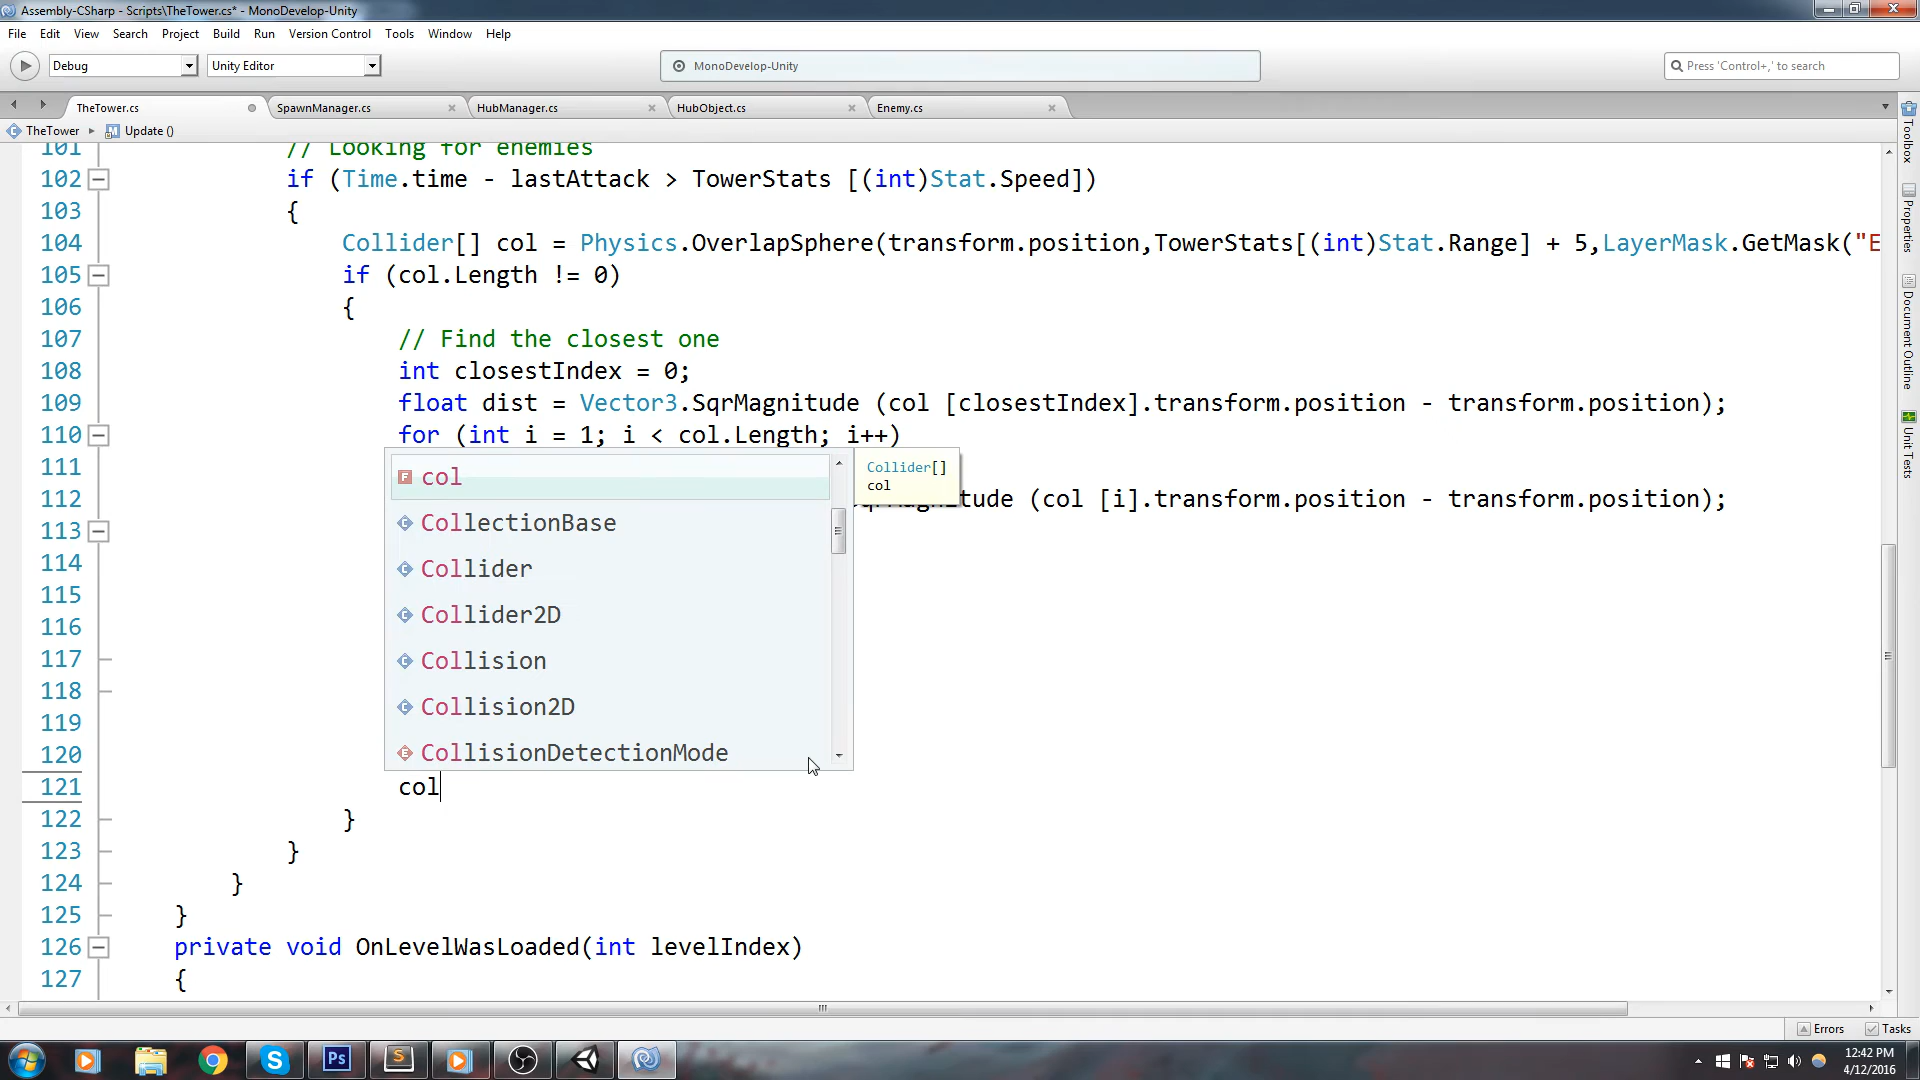 Assembly-CSharp - Scripts\TheTower.cs* - MonoDevelop-Unity
File Edit View Search Project Build Run Version Control Tools Window Help
Debug Unity Editor MonoDevelop-Unity Press 'Control+,' to search
TheTower.cs SpawnManager.cs HubManager.cs HubObject.cs Enemy.cs
TheTower Update ()
101 // Looking for enemies
102 if (Time.time - lastAttack > TowerStats [(int)Stat.Speed])
103 {
104 Collider[] col = Physics.OverlapSphere(transform.position,TowerStats[(int)Stat.Range] + 5,LayerMask.GetMask("E
105 if (col.Length != 0)
106 {
107 // Find the closest one
108 int closestIndex = 0;
109 float dist = Vector3.SqrMagnitude (col [closestIndex].transform.position - transform.position);
110 for (int i = 1; i < col.Length; i++)
111
112 (col [i].transform.position - transform.position);
113
114
115
116
117
118
119
120
121 col
122 }
123 }
124 }
125 }
126 private void OnLevelWasLoaded(int levelIndex)
127 {
col
CollectionBase
Collider
Collider2D
Collision
Collision2D
CollisionDetectionMode
Collider[]
col
Toolbox
Properties
Document Outline
Unit Tests
Errors Tasks
12:42 PM
4/12/2016